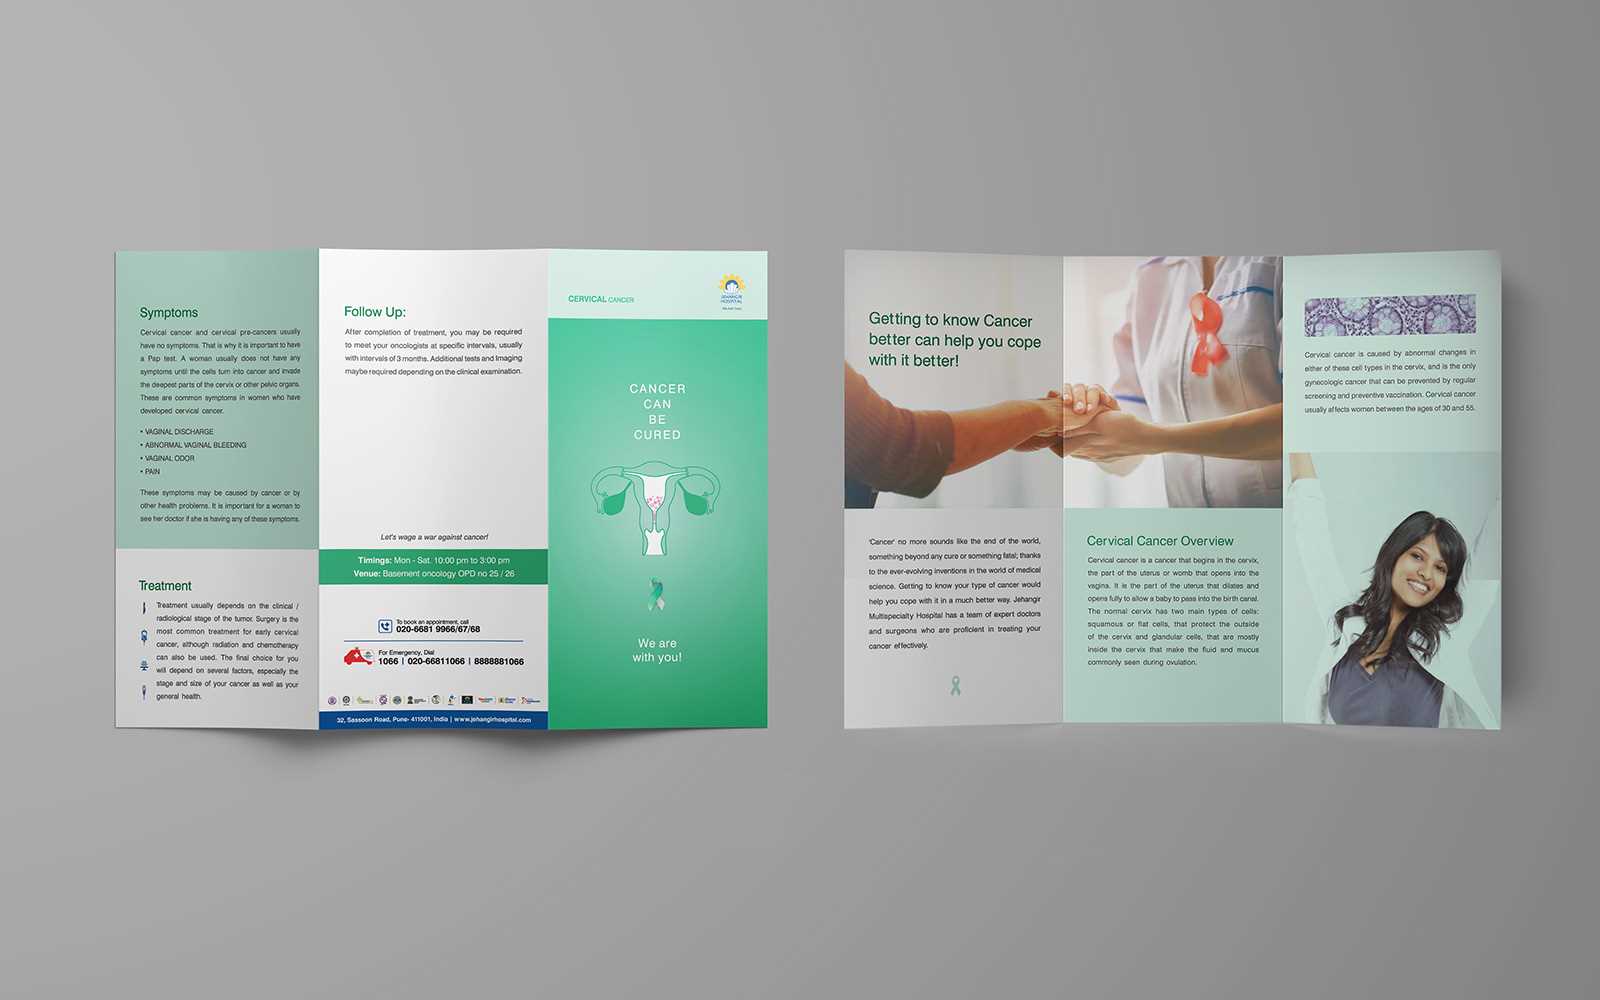 Symptoms
Cervical cancer and cervical pre-cancers usually
have no symptoms. That is why it is important to have
a Pap test. A woman usually does not have any
symptoms until the cells turn into cancer and invade
the deepest parts of the cervix or other pelvic organs.
These are common symptoms in women who have
developed cervical cancer.
• VAGINAL DISCHARGE
• ABNORMAL VAGINAL BLEEDING
• VAGINAL ODOR
• PAIN
These symptoms may be caused by cancer or by
other health problems. It is important for a woman to
see her doctor if she is having any of these symptoms.
Treatment
Treatment usually depends on the clinical /
radiological stage of the tumor. Surgery is the
most common treatment for early cervical
cancer, although radiation and chemotherapy
can also be used. The final choice for you
will depend on several factors, especially the
stage and size of your cancer as well as your
general health.
Follow Up:
After completion of treatment, you may be required
to meet your oncologists at specific intervals, usually
with intervals of 3 months. Additional tests and Imaging
maybe required depending on the clinical examination.
Let's wage a war against cancer!
Timings: Mon - Sat. 10:00 pm to 3:00 pm
Venue: Basement oncology OPD no 25 / 26
To book an appointment, call
020-6681 9966/67/68
For Emergency, Dial
1066 | 020-66811066 | 8888881066
32, Sassoon Road, Pune- 411001, India | www.jehangirhospital.com
CERVICAL CANCER
JEHANGIR
HOSPITAL
CANCER
CAN
BE
CURED
We are
with you!
Getting to know Cancer
better can help you cope
with it better!
'Cancer' no more sounds like the end of the world,
something beyond any cure or something fatal; thanks
to the ever-evolving inventions in the world of medical
science. Getting to know your type of cancer would
help you cope with it in a much better way. Jehangir
Multispecialty Hospital has a team of expert doctors
and surgeons who are proficient in treating your
cancer effectively.
Cervical Cancer Overview
Cervical cancer is a cancer that begins in the cervix,
the part of the uterus or womb that opens into the
vagina. It is the part of the uterus that dilates and
opens fully to allow a baby to pass into the birth canal.
The normal cervix has two main types of cells:
squamous or flat cells, that protect the outside
of the cervix and glandular cells, that are mostly
inside the cervix that make the fluid and mucus
commonly seen during ovulation.
Cervical cancer is caused by abnormal changes in
either of these cell types in the cervix, and is the only
gynecologic cancer that can be prevented by regular
screening and preventive vaccination. Cervical cancer
usually affects women between the ages of 30 and 55.